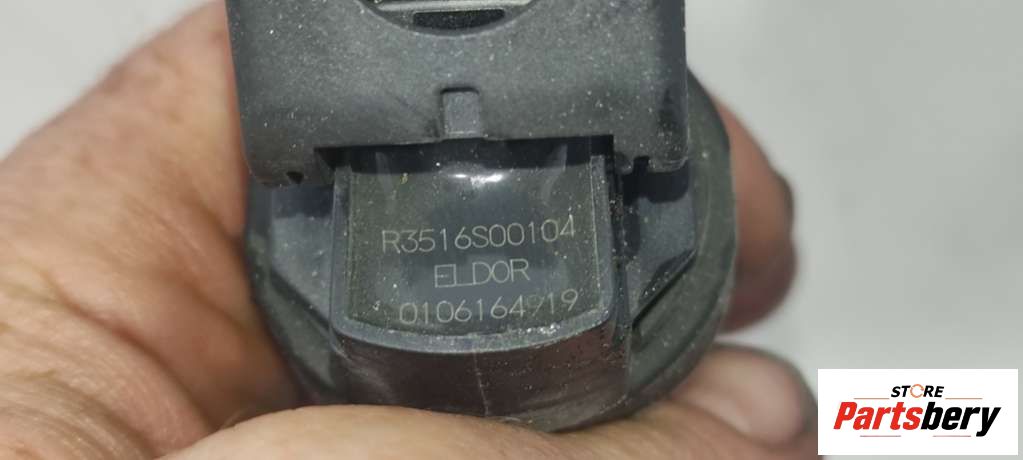 R3516S00104
ELDOR
0106164919
STORE
Partsbery